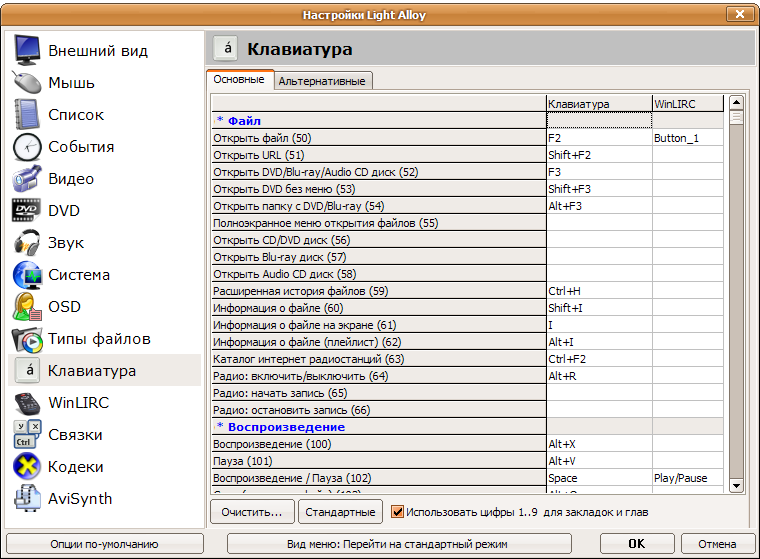 Настройки Light Alloy
Внешний вид
Мышь
Список
События
Видео
DVD
Звук
Система
OSD
Типы файлов
Клавиатура
WinLIRC
Связки
Кодеки
AviSynth
á Клавиатура
Основные Альтернативные
Клавиатура WinLIRC
* Файл
Открыть файл (50) F2 Button_1
Открыть URL (51) Shift+F2
Открыть DVD/Blu-ray/Audio CD диск (52) F3
Открыть DVD без меню (53) Shift+F3
Открыть папку с DVD/Blu-ray (54) Alt+F3
Полноэкранное меню открытия файлов (55)
Открыть CD/DVD диск (56)
Открыть Blu-ray диск (57)
Открыть Audio CD диск (58)
Расширенная история файлов (59) Ctrl+H
Информация о файле (60) Shift+I
Информация о файле на экране (61) I
Информация о файле (плейлист) (62) Alt+I
Каталог интернет радиостанций (63) Ctrl+F2
Радио: включить/выключить (64) Alt+R
Радио: начать запись (65)
Радио: остановить запись (66)
* Воспроизведение
Воспроизведение (100) Alt+X
Пауза (101) Alt+V
Воспроизведение / Пауза (102) Space Play/Pause
Очистить... Стандартные Использовать цифры 1..9 для закладок и глав
Опции по-умолчанию Вид меню: Перейти на стандартный режим OK Отмена